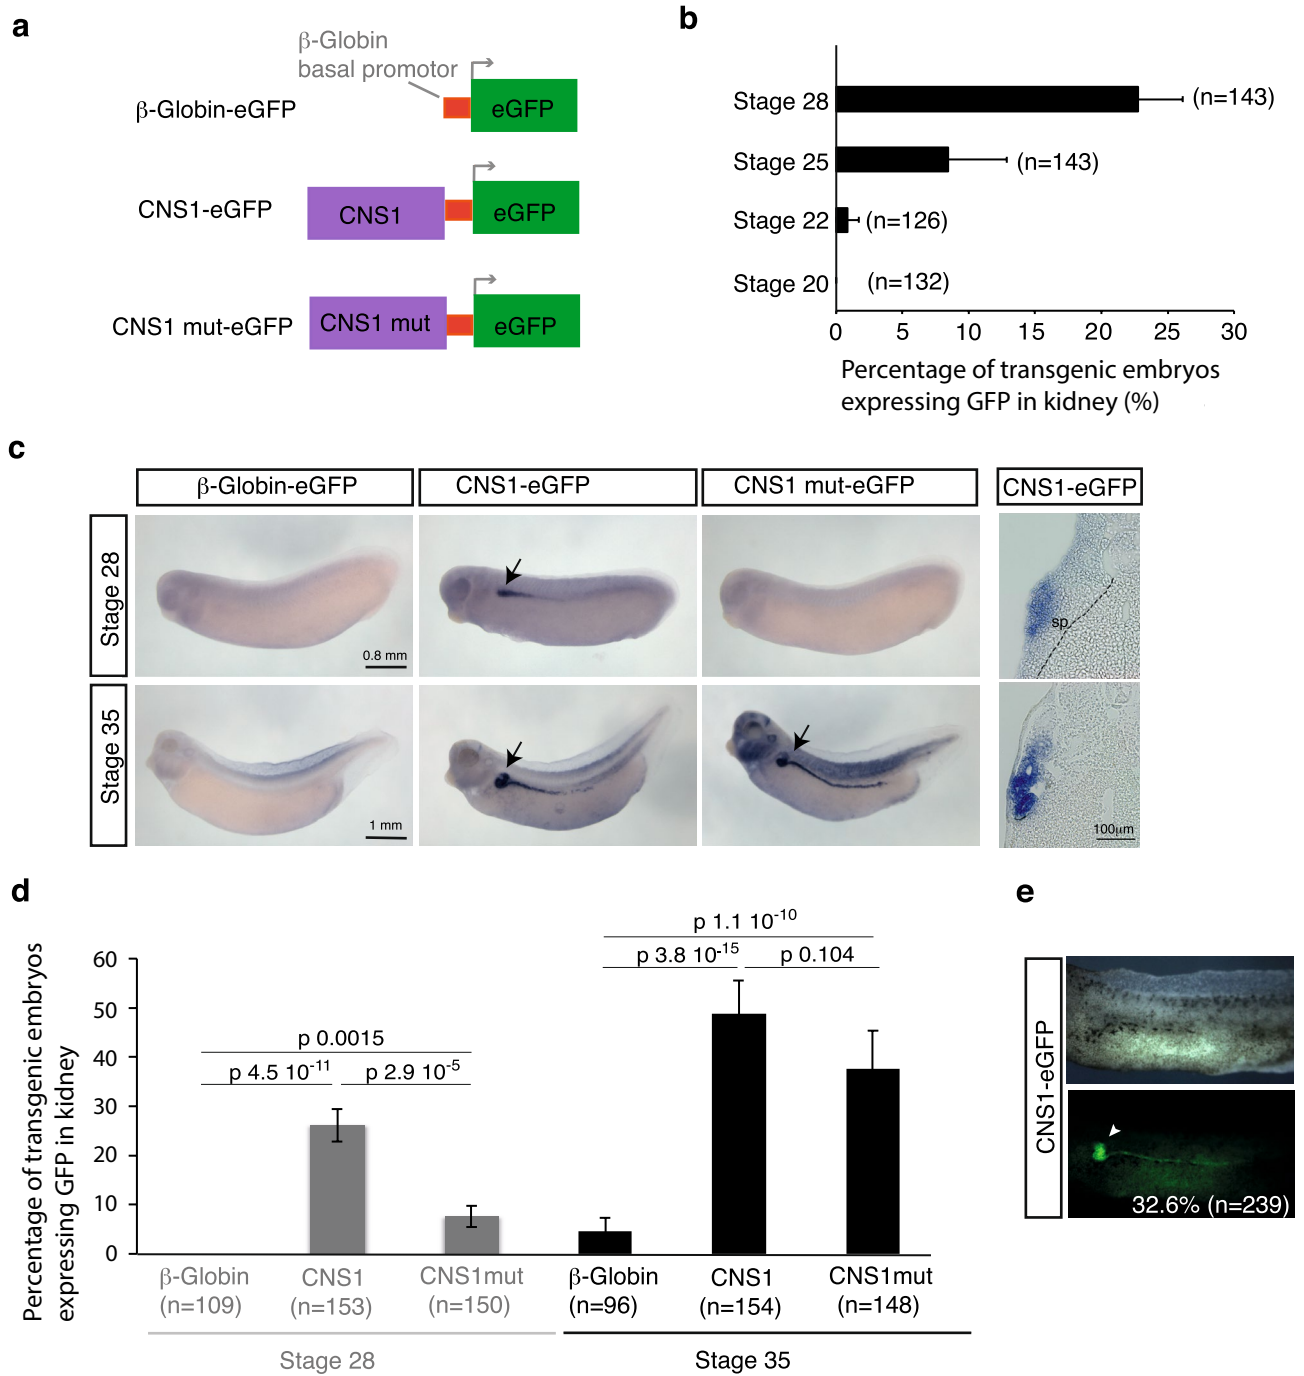 a
β-Globin
basal promotor
β-Globin-eGFP
eGFP
CNS1-eGFP
CNS1
eGFP
CNS1 mut-eGFP
CNS1 mut
eGFP
b
Stage 28
(n=143)
Stage 25
(n=143)
Stage 22
(n=126)
Stage 20
(n=132)
0 5 10 15 20 25 30
Percentage of transgenic embryos
expressing GFP in kidney (%)
c
β-Globin-eGFP
CNS1-eGFP
CNS1 mut-eGFP
CNS1-eGFP
Stage 28
0.8 mm
sp
Stage 35
1 mm
100µm
d
Percentage of transgenic embryos
expressing GFP in kidney
60
50
40
30
20
10
0
p 0.0015
p 4.5 10⁻¹¹
p 2.9 10⁻⁵
p 1.1 10⁻¹⁰
p 3.8 10⁻¹⁵
p 0.104
β-Globin
(n=109)
CNS1
(n=153)
CNS1mut
(n=150)
β-Globin
(n=96)
CNS1
(n=154)
CNS1mut
(n=148)
Stage 28
Stage 35
e
CNS1-eGFP
32.6% (n=239)